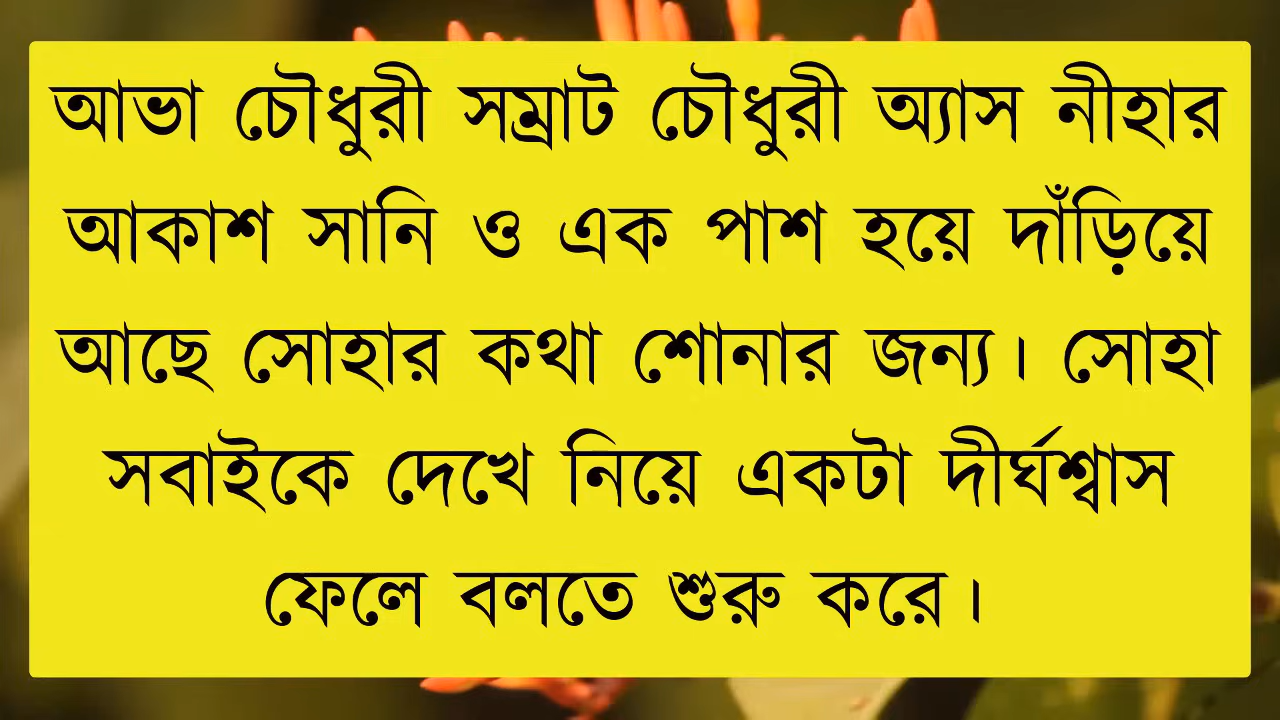 আভা চৌধুরী সম্রাট চৌধুরী অ্যাস নীহার
আকাশ সানি ও এক পাশ হয়ে দাঁড়িয়ে
আছে সোহার কথা শোনার জন্য। সোহা
সবাইকে দেখে নিয়ে একটা দীর্ঘশ্বাস
ফেলে বলতে শুরু করে।